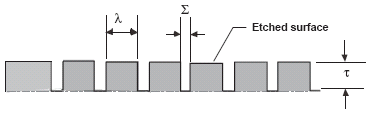 λ
Σ
Etched surface
τ